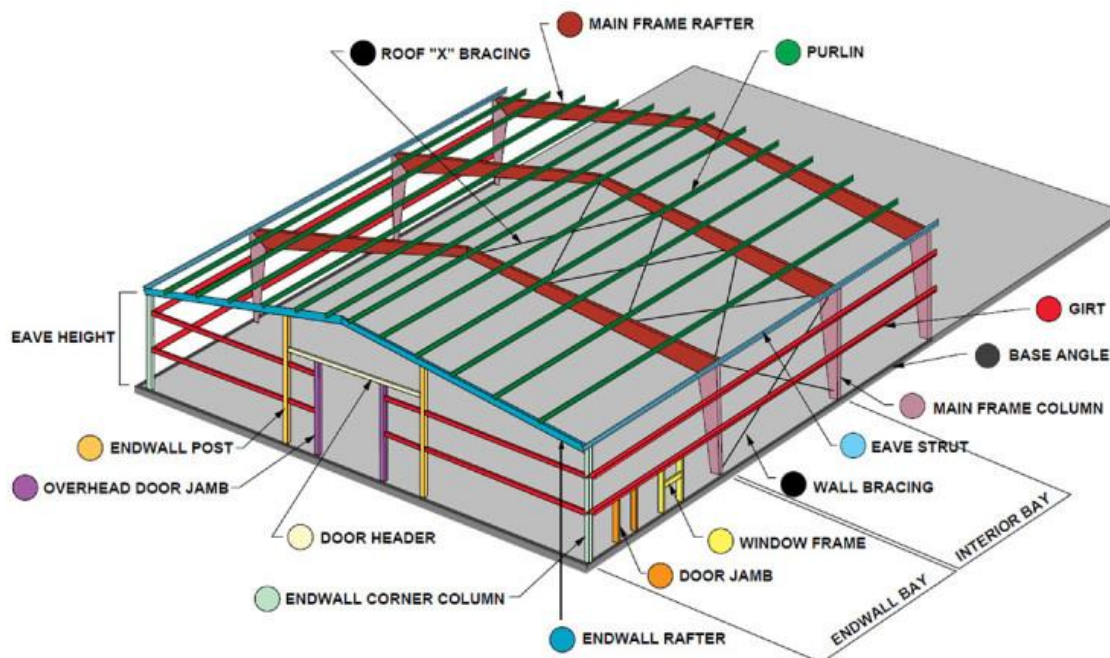 MAIN FRAME RAFTER
ROOF "X" BRACING
PURLIN
EAVE HEIGHT
GIRT
BASE ANGLE
MAIN FRAME COLUMN
EAVE STRUT
ENDWALL POST
OVERHEAD DOOR JAMB
WALL BRACING
DOOR HEADER
WINDOW FRAME
INTERIOR BAY
DOOR JAMB
ENDWALL BAY
ENDWALL CORNER COLUMN
ENDWALL RAFTER